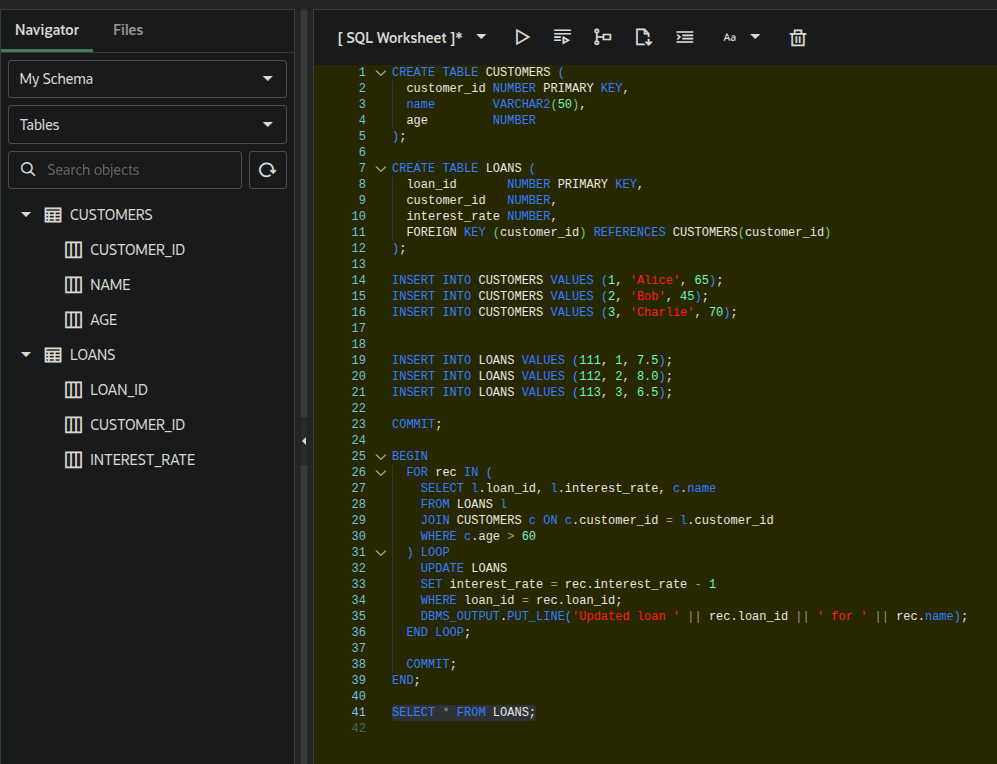 Navigator Files
My Schema
Tables
Search objects
CUSTOMERS
CUSTOMER_ID
NAME
AGE
LOANS
LOAN_ID
CUSTOMER_ID
INTEREST_RATE
[ SQL Worksheet ]* Aa
1 CREATE TABLE CUSTOMERS (
2   customer_id NUMBER PRIMARY KEY,
3   name        VARCHAR2(50),
4   age         NUMBER
5 );
6
7 CREATE TABLE LOANS (
8   loan_id       NUMBER PRIMARY KEY,
9   customer_id   NUMBER,
10   interest_rate NUMBER,
11   FOREIGN KEY (customer_id) REFERENCES CUSTOMERS(customer_id)
12 );
13
14 INSERT INTO CUSTOMERS VALUES (1, 'Alice', 65);
15 INSERT INTO CUSTOMERS VALUES (2, 'Bob', 45);
16 INSERT INTO CUSTOMERS VALUES (3, 'Charlie', 70);
17
18
19 INSERT INTO LOANS VALUES (111, 1, 7.5);
20 INSERT INTO LOANS VALUES (112, 2, 8.0);
21 INSERT INTO LOANS VALUES (113, 3, 6.5);
22
23 COMMIT;
24
25 BEGIN
26   FOR rec IN (
27     SELECT l.loan_id, l.interest_rate, c.name
28     FROM LOANS l
29     JOIN CUSTOMERS c ON c.customer_id = l.customer_id
30     WHERE c.age > 60
31   ) LOOP
32     UPDATE LOANS
33     SET interest_rate = rec.interest_rate - 1
34     WHERE loan_id = rec.loan_id;
35     DBMS_OUTPUT.PUT_LINE('Updated loan ' || rec.loan_id || ' for ' || rec.name);
36   END LOOP;
37
38   COMMIT;
39 END;
40
41 SELECT * FROM LOANS;
42